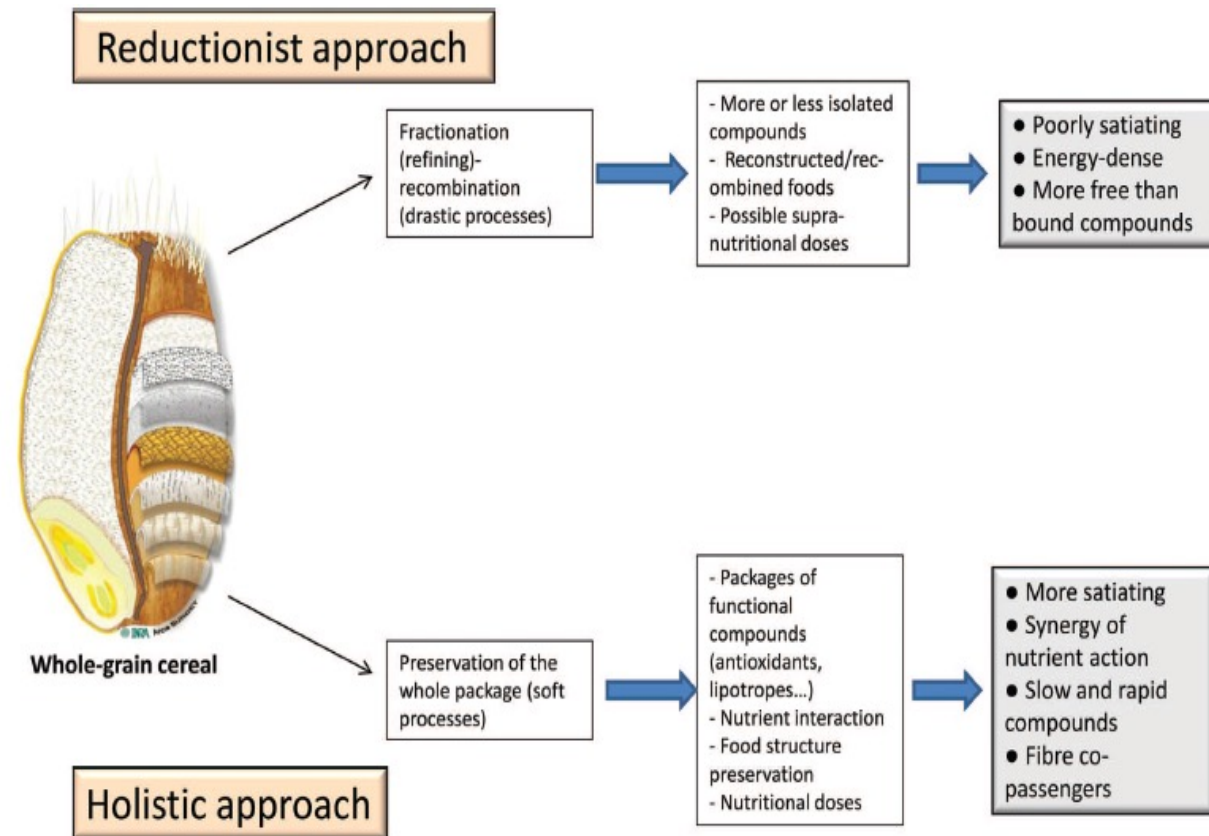 Reductionist approach
Fractionation
(refining)-
recombination
(drastic processes)
- More or less isolated
compounds
- Reconstructed/rec-
ombined foods
- Possible supra-
nutritional doses
● Poorly satiating
● Energy-dense
● More free than
bound compounds
Whole-grain cereal
Preservation of the
whole package (soft
processes)
- Packages of
functional
compounds
(antioxidants,
lipotropes...)
- Nutrient interaction
- Food structure
preservation
- Nutritional doses
● More satiating
● Synergy of
nutrient action
● Slow and rapid
compounds
● Fibre co-
passengers
Holistic approach